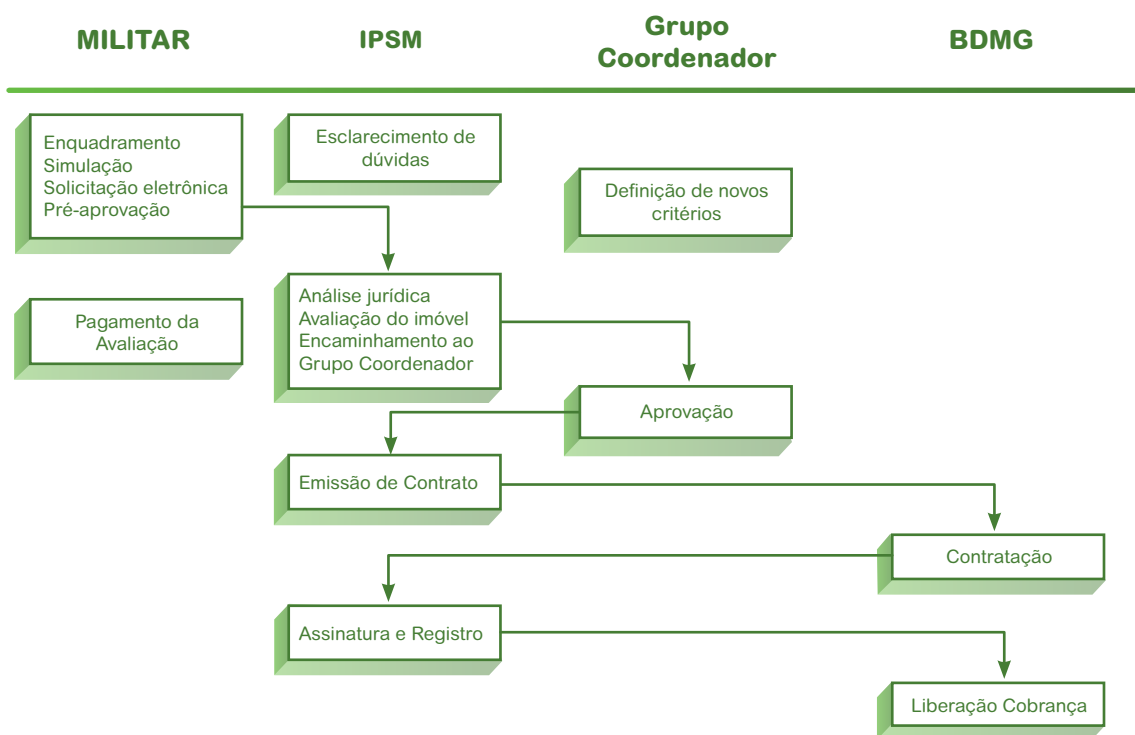 MILITAR
IPSM
Grupo
Coordenador
BDMG
Enquadramento
Simulação
Solicitação eletrônica
Pré-aprovação
Esclarecimento de
dúvidas
Definição de novos
critérios
Pagamento da
Avaliação
Análise jurídica
Avaliação do imóvel
Encaminhamento ao
Grupo Coordenador
Aprovação
Emissão de Contrato
Contratação
Assinatura e Registro
Liberação Cobrança